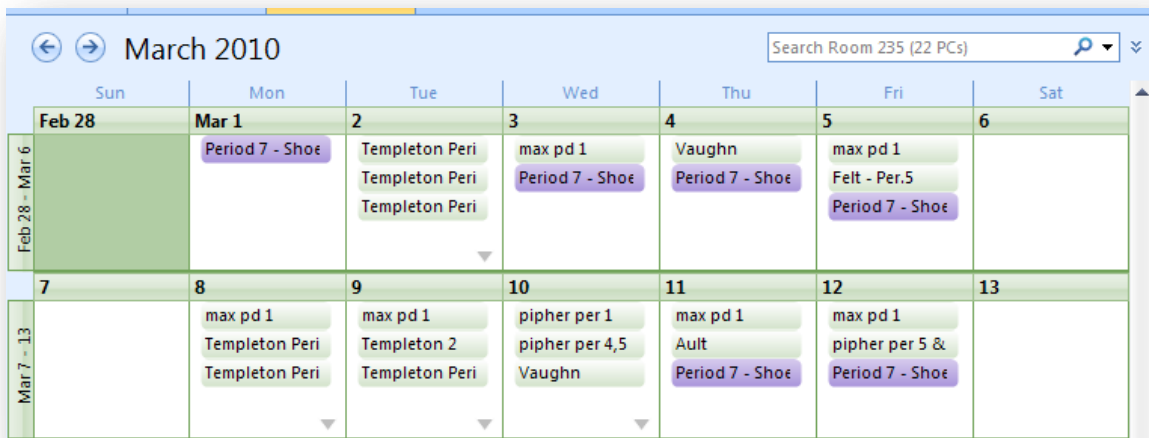 March 2010
Search Room 235 (22 PCs)
Sun Mon Tue Wed Thu Fri Sat
Feb 28 - Mar 6
Feb 28 Mar 1 2 3 4 5 6
Period 7 - Shoe Templeton Peri max pd 1 Vaughn max pd 1
Templeton Peri Period 7 - Shoe Period 7 - Shoe Felt - Per.5
Templeton Peri Period 7 - Shoe
Mar 7 - 13
7 8 9 10 11 12 13
max pd 1 max pd 1 pipher per 1 max pd 1 max pd 1
Templeton Peri Templeton 2 pipher per 4,5 Ault pipher per 5 &
Templeton Peri Templeton Peri Vaughn Period 7 - Shoe Period 7 - Shoe